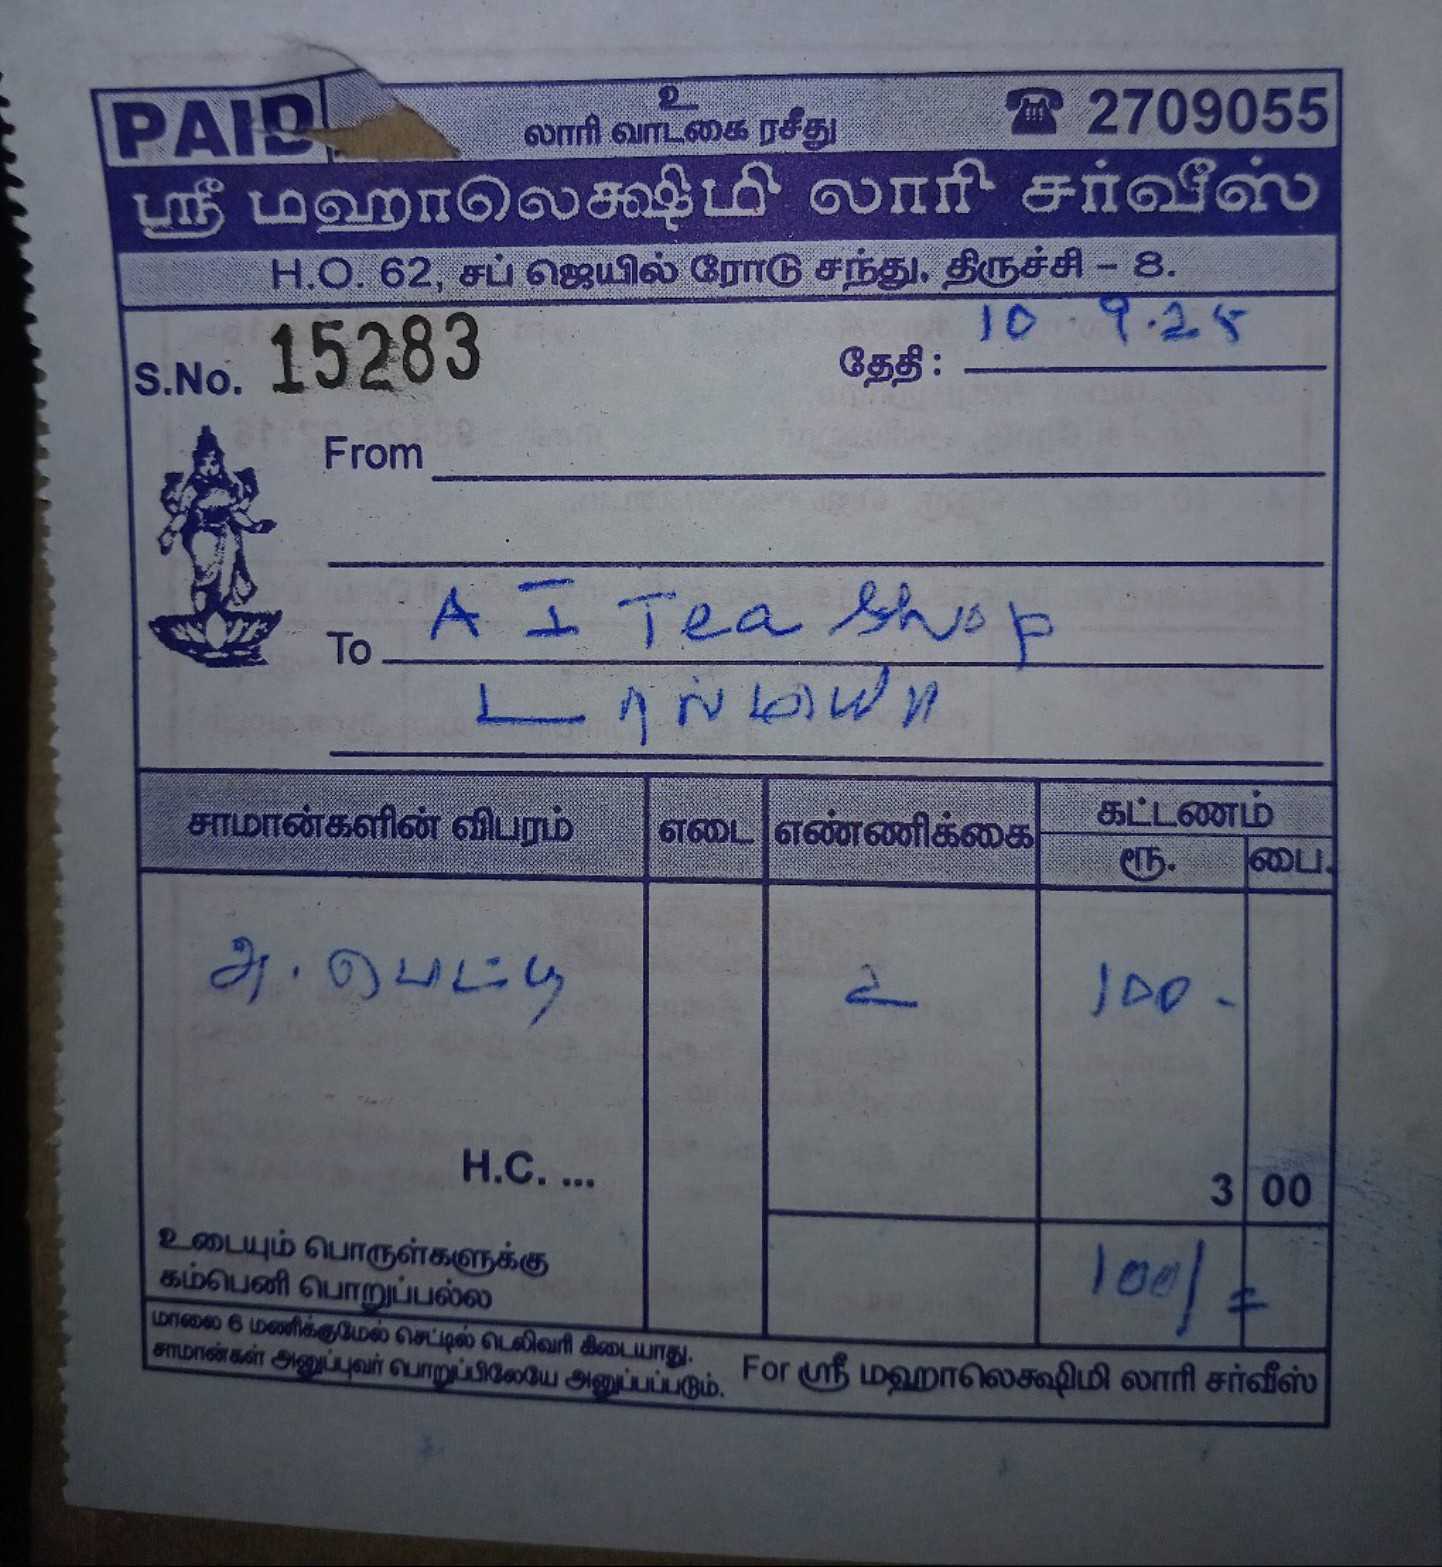 PAID
உ
லாரி வாடகை ரசீது
☎ 2709055
ஸ்ரீ மஹாலெக்ஷிமி லாரி சர்வீஸ்
H.O. 62, சப் ஜெயில் ரோடு சந்து, திருச்சி – 8.
S.No. 15283 தேதி : 10.9.25
From
To A I Tea Shop
டால்மியா
சாமான்களின் விபரம் எடை எண்ணிக்கை கட்டணம்
ரூ. பை.
அ. பெட்டி 2 100 -
H.C. ... 3 00
உடையும் பொருள்களுக்கு
கம்பெனி பொறுப்பல்ல
100/=
மாலை 6 மணிக்குமேல் செட்டில் டெலிவரி கிடையாது.
சாமான்கள் அனுப்புவர் பொறுப்பிலேயே அனுப்பப்படும்.
For ஸ்ரீ மஹாலெக்ஷிமி லாரி சர்வீஸ்